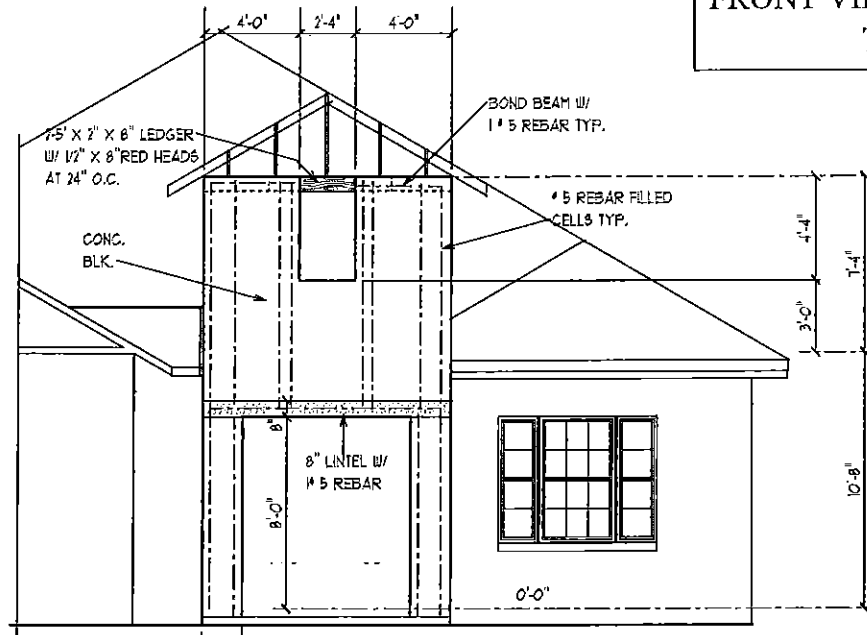 FRONT VI
4'-0"
2'-4"
4'-0"
BOND BEAM W/
1 # 5 REBAR TYP.
2-5' X 2" X 8" LEDGER
W/ 1/2" X 8" RED HEADS
AT 24" O.C.
# 5 REBAR FILLED
CELLS TYP.
CONC.
BLK.
4'-4"
7'-4"
3'-0"
8"
8" LINTEL W/
1# 5 REBAR
8'-0"
10'-8"
0'-0"